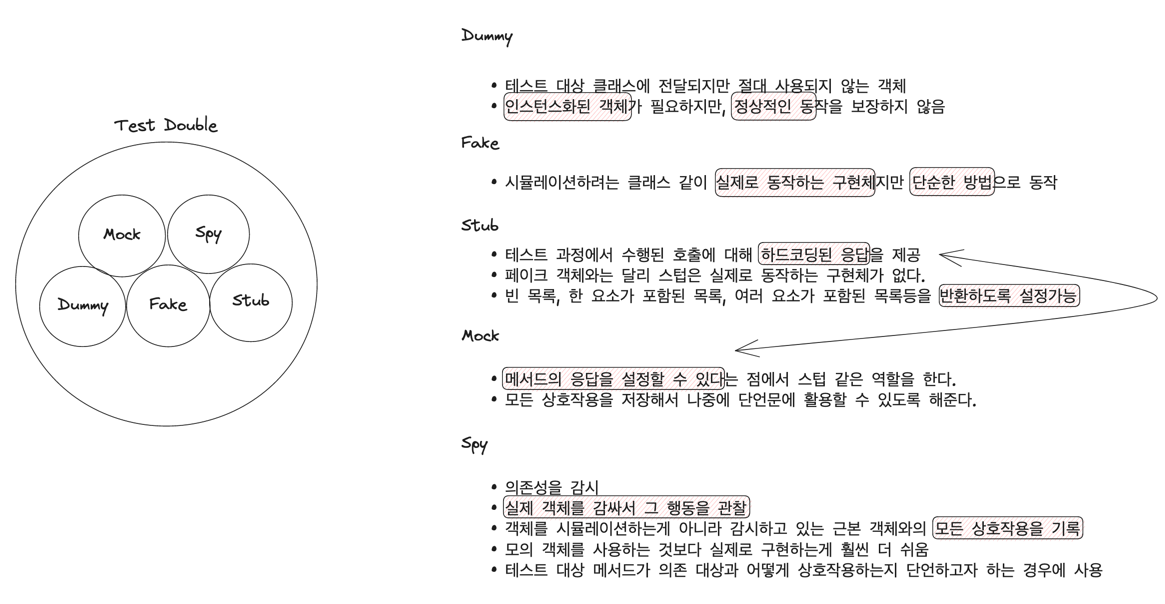 Test Double
Mock
Spy
Dummy
Fake
Stub
Dummy
• 테스트 대상 클래스에 전달되지만 절대 사용되지 않는 객체
• 인스턴스화된 객체가 필요하지만, 정상적인 동작을 보장하지 않음
Fake
• 시뮬레이션하려는 클래스 같이 실제로 동작하는 구현체지만 단순한 방법으로 동작
Stub
• 테스트 과정에서 수행된 호출에 대해 하드코딩된 응답을 제공
• 페이크 객체와는 달리 스텁은 실제로 동작하는 구현체가 없다.
• 빈 목록, 한 요소가 포함된 목록, 여러 요소가 포함된 목록등을 반환하도록 설정가능
Mock
• 메서드의 응답을 설정할 수 있다는 점에서 스텁 같은 역할을 한다.
• 모든 상호작용을 저장해서 나중에 단언문에 활용할 수 있도록 해준다.
Spy
• 의존성을 감시
• 실제 객체를 감싸서 그 행동을 관찰
• 객체를 시뮬레이션하는게 아니라 감시하고 있는 근본 객체와의 모든 상호작용을 기록
• 모의 객체를 사용하는 것보다 실제로 구현하는게 훨씬 더 쉬움
• 테스트 대상 메서드가 의존 대상과 어떻게 상호작용하는지 단언하고자 하는 경우에 사용